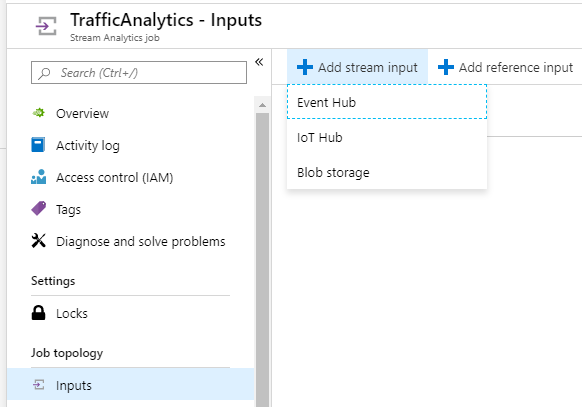 TrafficAnalytics - Inputs
Stream Analytics job
Search (Ctrl+/)
«
Overview
Activity log
Access control (IAM)
Tags
Diagnose and solve problems
Settings
Locks
Job topology
Inputs
Add stream input
Add reference input
Event Hub
IoT Hub
Blob storage